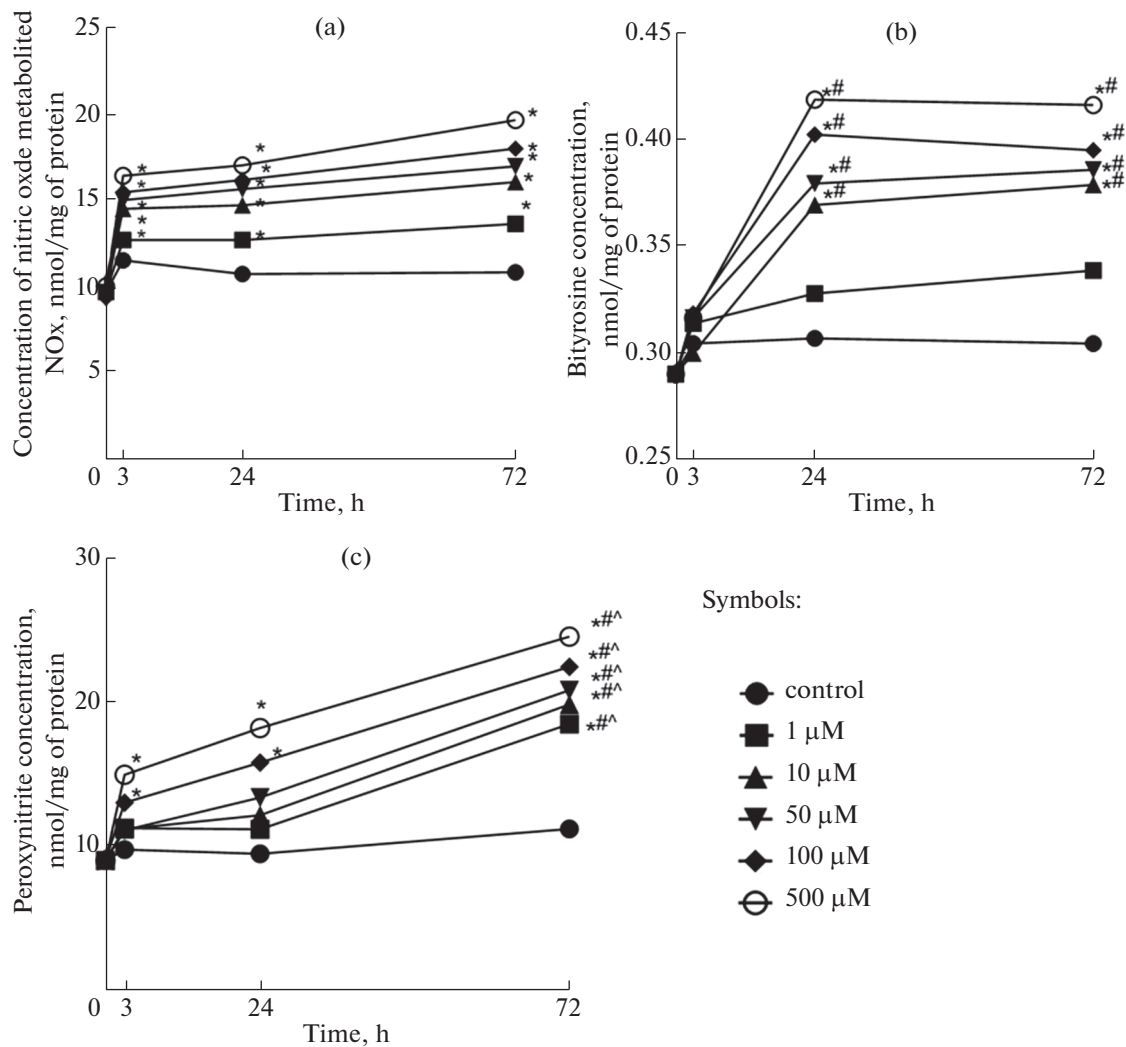 (a)
Concentration of nitric oxde metabolited
NOx, nmol/mg of protein
25
20
15
10
5
0 3 24 72
Time, h
* * * * *
* * * * *
* * * * *
(b)
Bityrosine concentration,
nmol/mg of protein
0.45
0.40
0.35
0.30
0.25
0 3 24 72
Time, h
*#
*#
*#
*#
*#
*#
*#
*#
(c)
Peroxynitrite concentration,
nmol/mg of protein
30
20
10
0 3 24 72
Time, h
*
*
*
*
*#^
*#^
*#^
*#^
*#^
Symbols:
control
1 μM
10 μM
50 μM
100 μM
500 μM